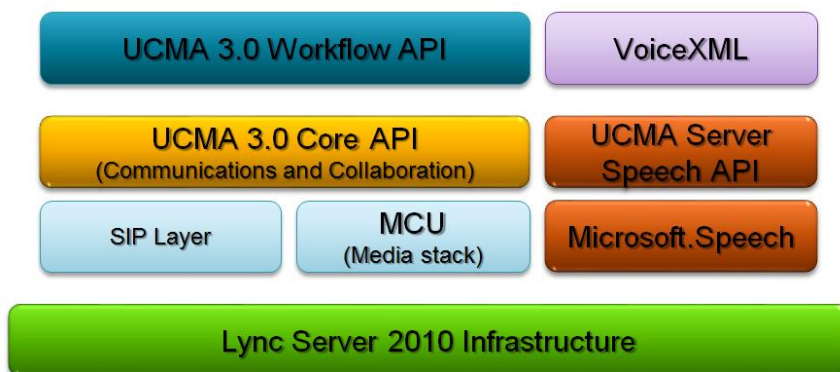 UCMA 3.0 Workflow API
VoiceXML
UCMA 3.0 Core API
(Communications and Collaboration)
UCMA Server
Speech API
SIP Layer
MCU
(Media stack)
Microsoft.Speech
Lync Server 2010 Infrastructure